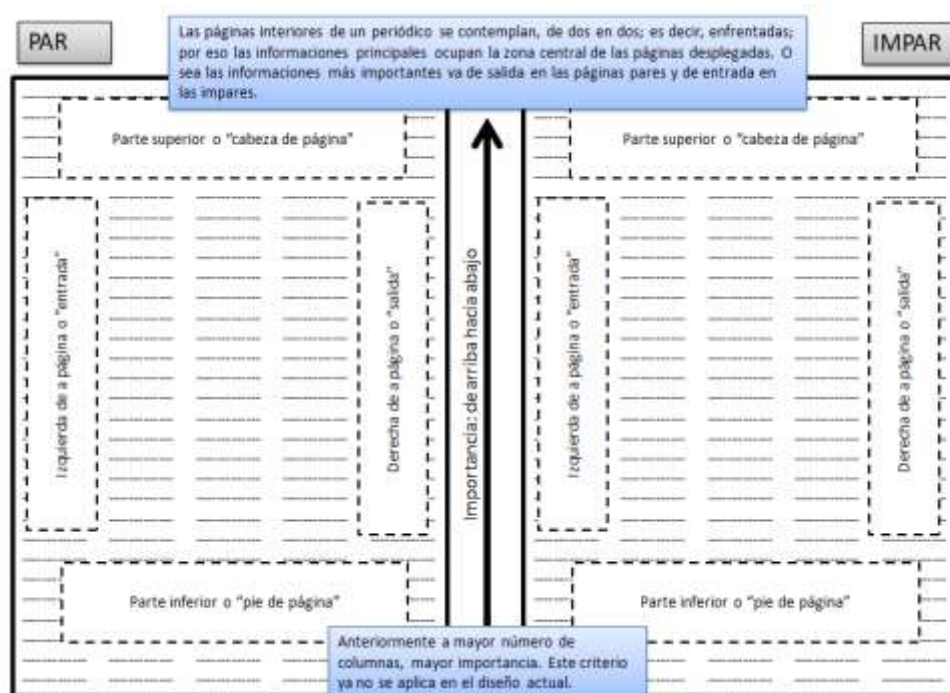 PAR
Las páginas interiores de un periódico se contemplan, de dos en dos; es decir, enfrentadas;
por eso las informaciones principales ocupan la zona central de las páginas desplegadas. O
sea las informaciones más importantes va de salida en las páginas pares y de entrada en
las impares.
IMPAR
Parte superior o "cabeza de página"
Izquierda de a página o "entrada"
Derecha de a página o "salida"
Parte inferior o "pie de página"
Importancia: de arriba hacia abajo
Parte superior o "cabeza de página"
Izquierda de a página o "entrada"
Derecha de a página o "salida"
Parte inferior o "pie de página"
Anteriormente a mayor número de
columnas, mayor importancia. Este criterio
ya no se aplica en el diseño actual.